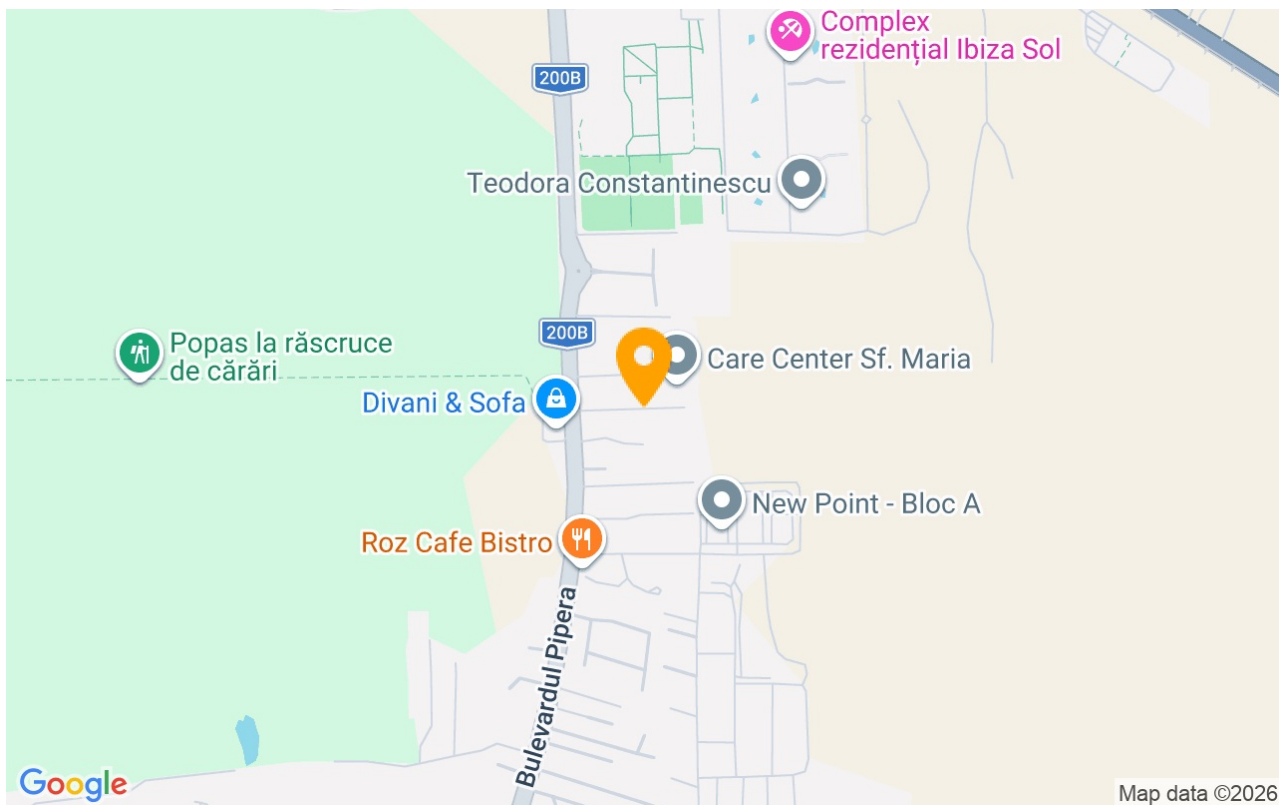 Complex
rezidențial Ibiza Sol
200B
Teodora Constantinescu
200B
Popas la răscruce
de cărări
Care Center Sf. Maria
Divani & Sofa
New Point - Bloc A
Roz Cafe Bistro
Bulevardul Pipera
Google
Map data ©2026